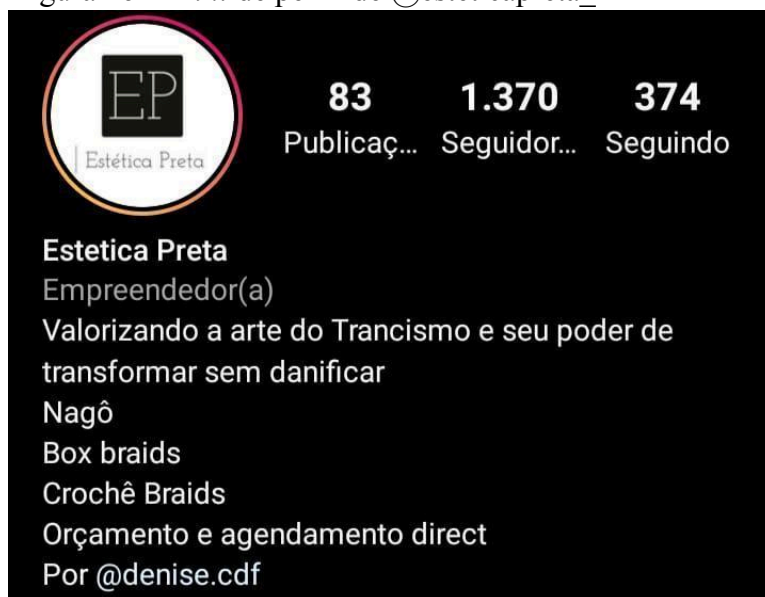 EP
Estética Preta
83 1.370 374
Publicaç... Seguidor... Seguindo
Estetica Preta
Empreendedor(a)
Valorizando a arte do Trancismo e seu poder de
transformar sem danificar
Nagô
Box braids
Crochê Braids
Orçamento e agendamento direct
Por @denise.cdf